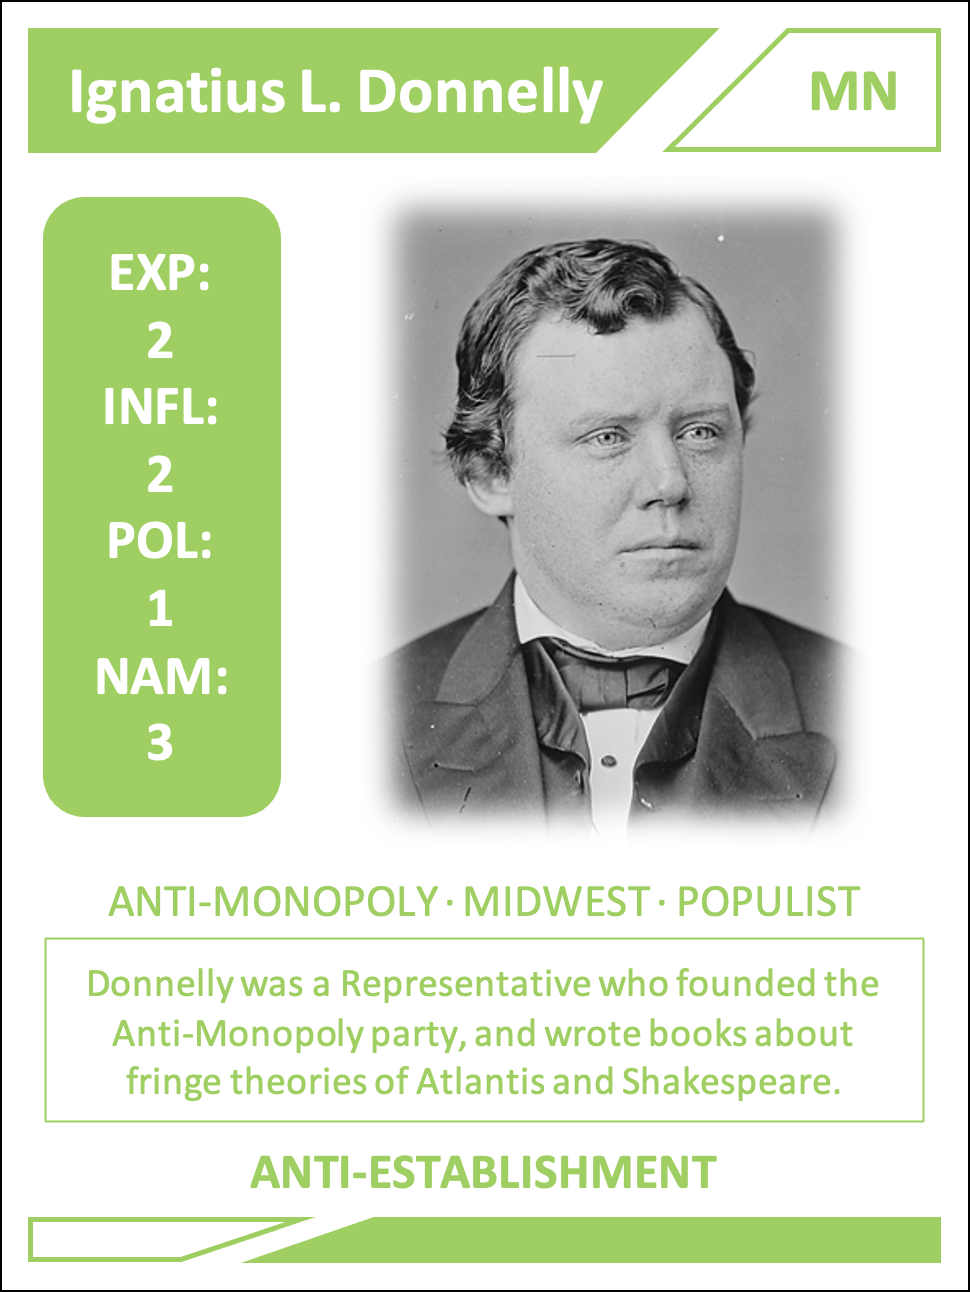 Ignatius L. Donnelly
MN
EXP:
2
INFL:
2
POL:
1
NAM:
3
ANTI-MONOPOLY · MIDWEST · POPULIST
Donnelly was a Representative who founded the
Anti-Monopoly party, and wrote books about
fringe theories of Atlantis and Shakespeare.
ANTI-ESTABLISHMENT